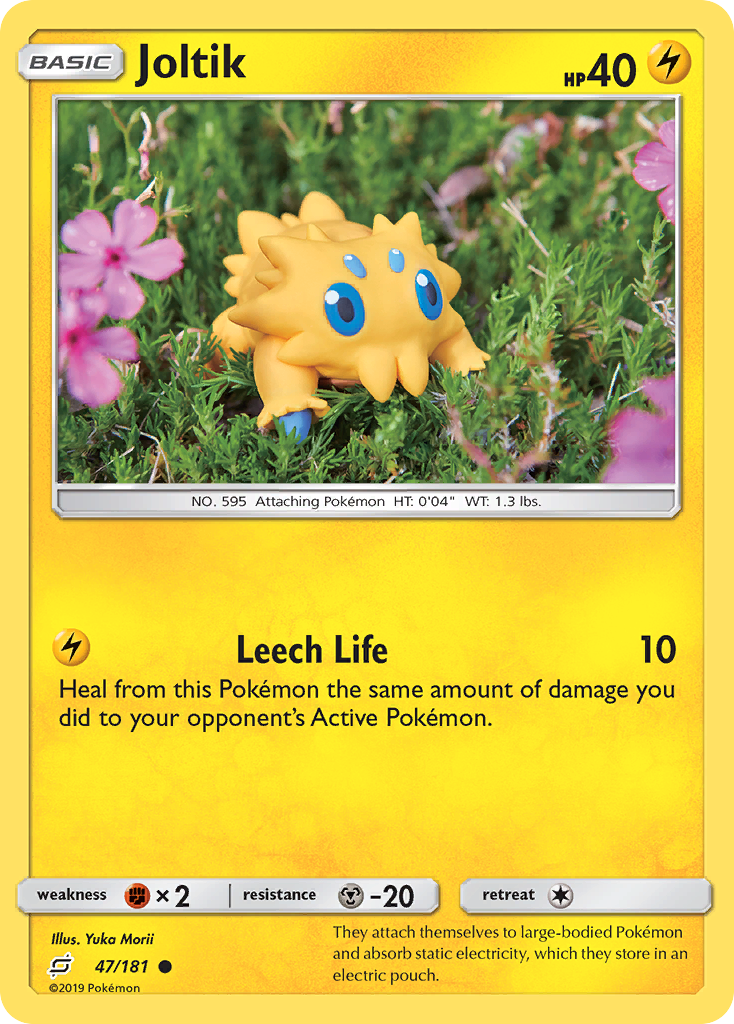 BASIC Joltik HP40
NO. 595 Attaching Pokémon HT: 0'04" WT: 1.3 lbs.
Leech Life 10
Heal from this Pokémon the same amount of damage you
did to your opponent's Active Pokémon.
weakness ×2 resistance -20 retreat
Illus. Yuka Morii
47/181
©2019 Pokémon
They attach themselves to large-bodied Pokémon
and absorb static electricity, which they store in an
electric pouch.